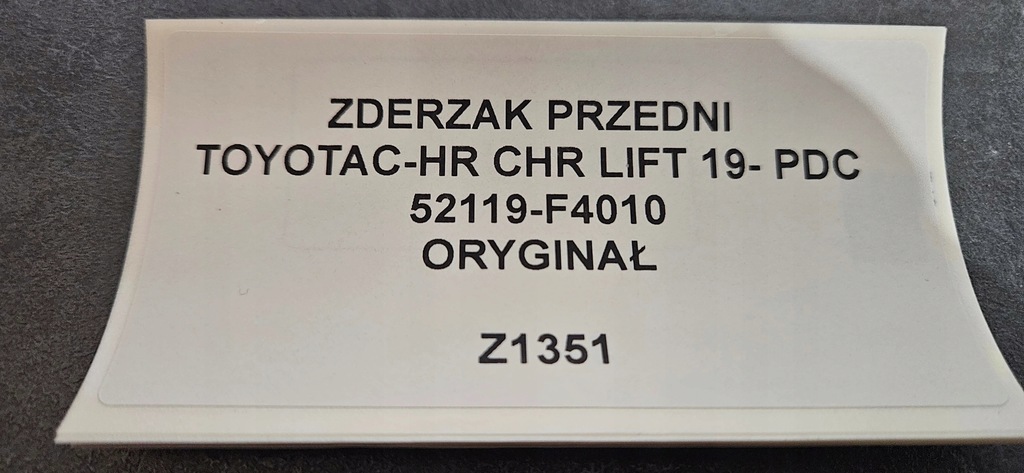 ZDERZAK PRZEDNI
TOYOTAC-HR CHR LIFT 19- PDC
52119-F4010
ORYGINAŁ
Z1351